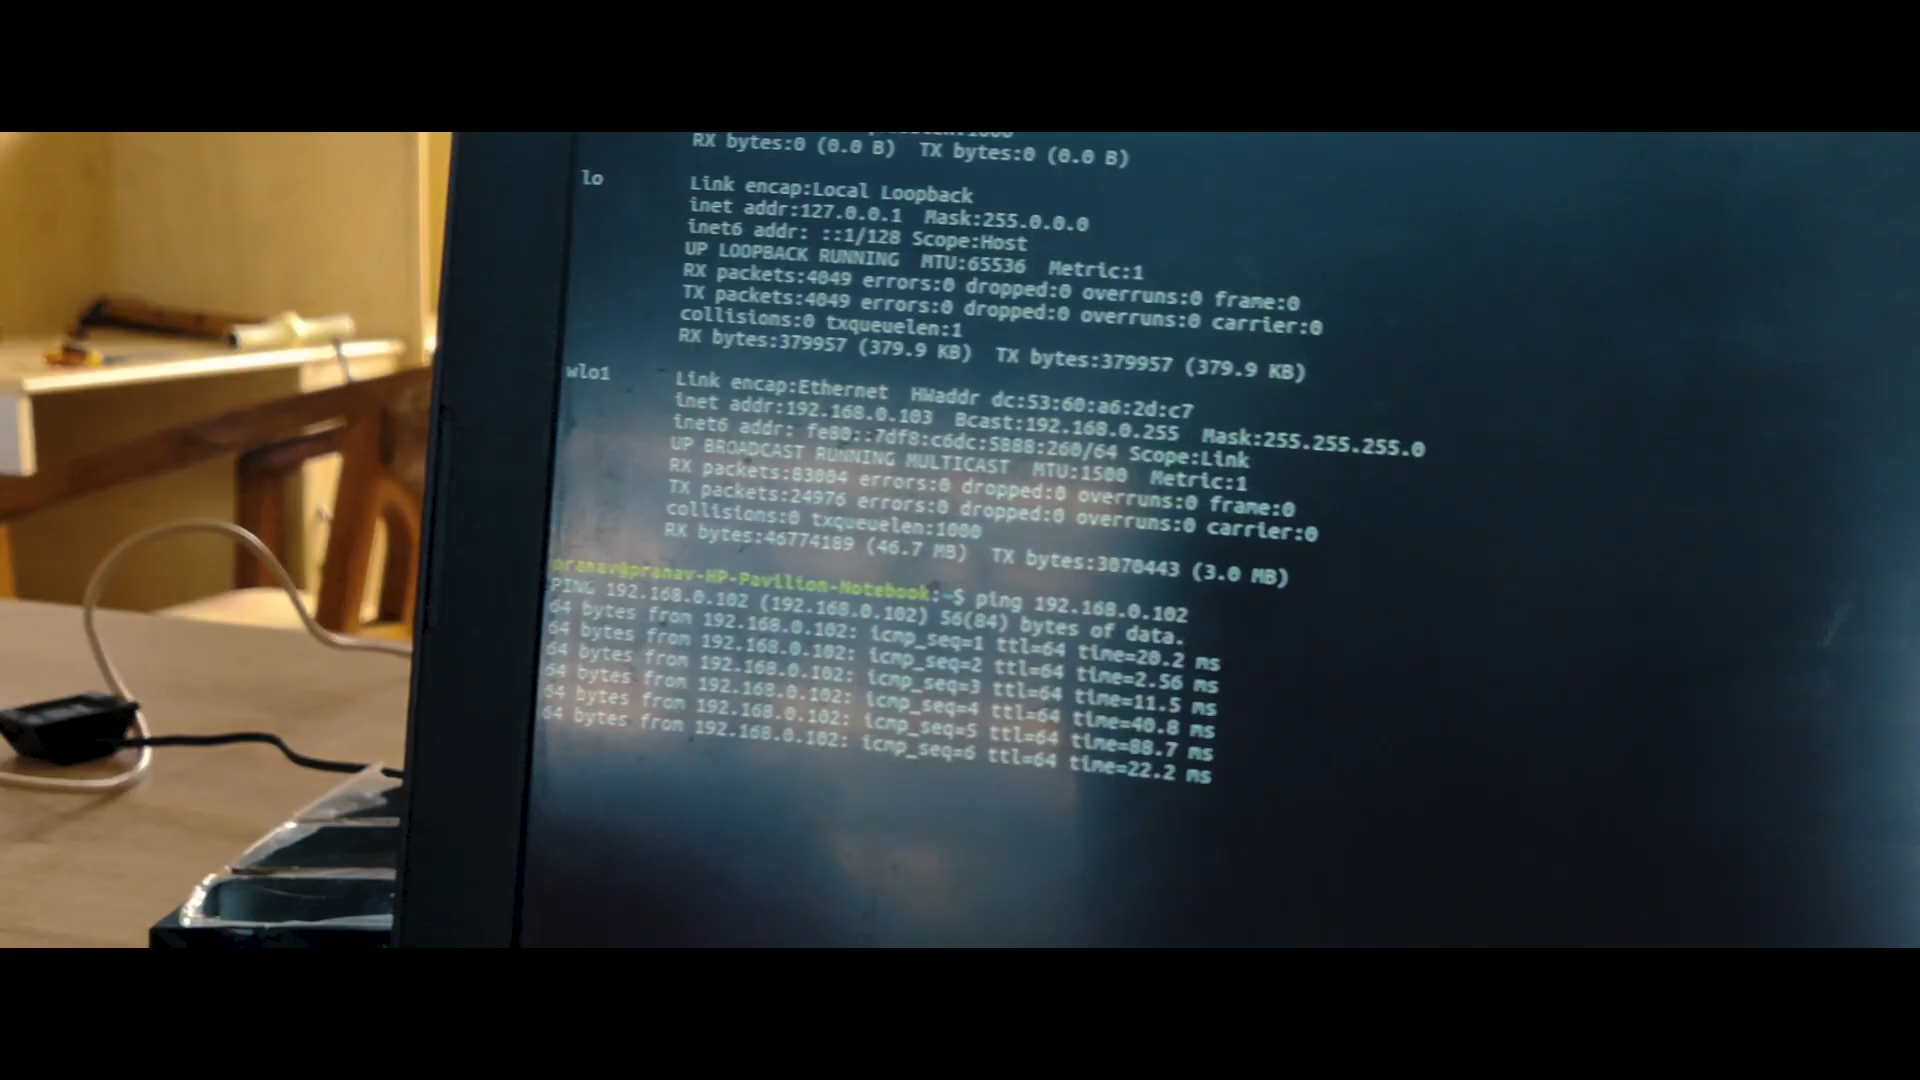 RX bytes:0 (0.0 B)  TX bytes:0 (0.0 B)
lo        Link encap:Local Loopback
inet addr:127.0.0.1  Mask:255.0.0.0
inet6 addr: ::1/128 Scope:Host
UP LOOPBACK RUNNING  MTU:65536  Metric:1
RX packets:4049 errors:0 dropped:0 overruns:0 frame:0
TX packets:4049 errors:0 dropped:0 overruns:0 carrier:0
collisions:0 txqueuelen:1
RX bytes:379957 (379.9 KB)  TX bytes:379957 (379.9 KB)
wlo1      Link encap:Ethernet  HWaddr dc:53:60:a6:2d:c7
inet addr:192.168.0.103  Bcast:192.168.0.255  Mask:255.255.255.0
inet6 addr: fe80::7df8:c6dc:5888:260/64 Scope:Link
UP BROADCAST RUNNING MULTICAST  MTU:1500  Metric:1
RX packets:83004 errors:0 dropped:0 overruns:0 frame:0
TX packets:24976 errors:0 dropped:0 overruns:0 carrier:0
collisions:0 txqueuelen:1000
RX bytes:46774189 (46.7 MB)  TX bytes:3070443 (3.0 MB)
pranav@pranav-HP-Pavilion-Notebook:~$ ping 192.168.0.102
PING 192.168.0.102 (192.168.0.102) 56(84) bytes of data.
64 bytes from 192.168.0.102: icmp_seq=1 ttl=64 time=20.2 ms
64 bytes from 192.168.0.102: icmp_seq=2 ttl=64 time=2.56 ms
64 bytes from 192.168.0.102: icmp_seq=3 ttl=64 time=11.5 ms
64 bytes from 192.168.0.102: icmp_seq=4 ttl=64 time=40.8 ms
64 bytes from 192.168.0.102: icmp_seq=5 ttl=64 time=88.7 ms
64 bytes from 192.168.0.102: icmp_seq=6 ttl=64 time=22.2 ms